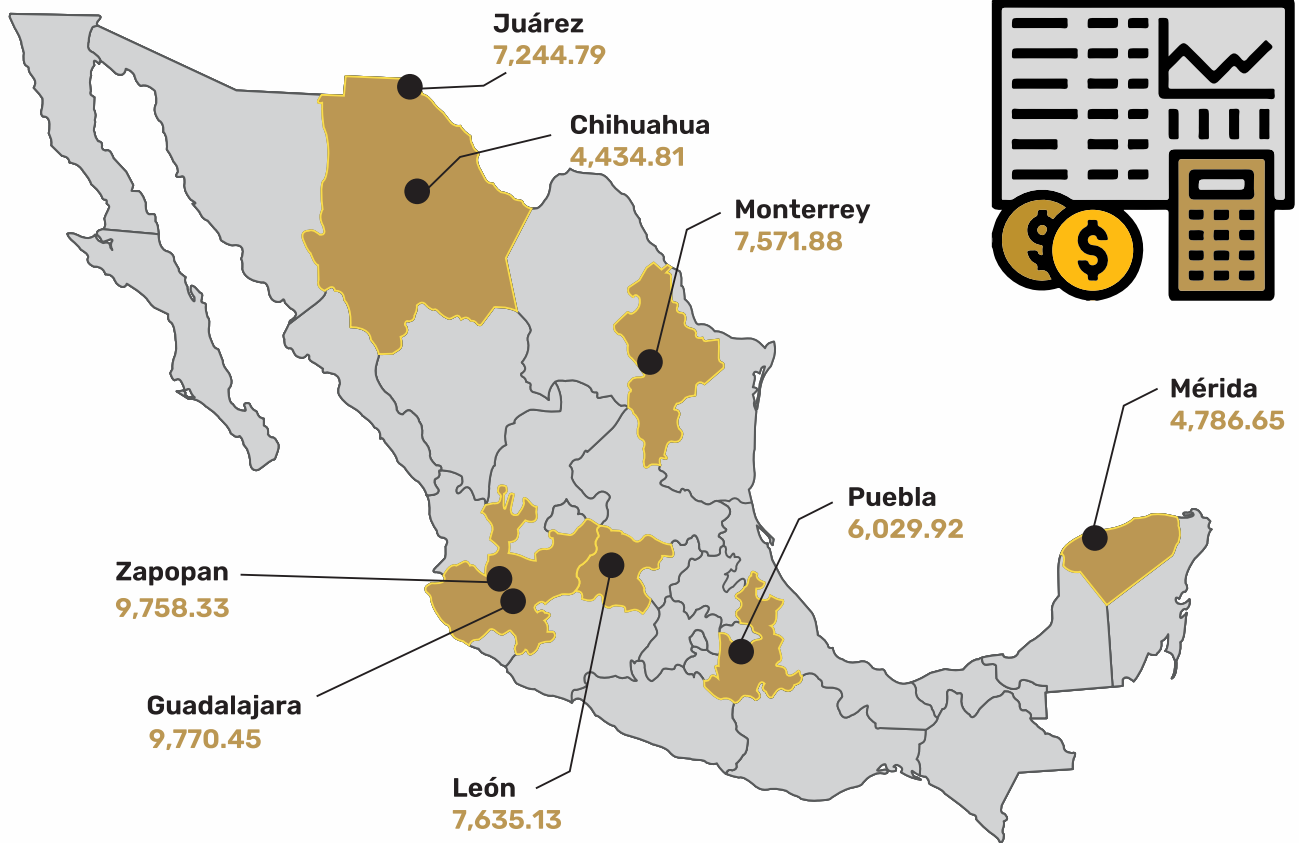 Juárez
7,244.79
Chihuahua
4,434.81
Monterrey
7,571.88
Mérida
4,786.65
Puebla
6,029.92
Zapopan
9,758.33
Guadalajara
9,770.45
León
7,635.13
$
$